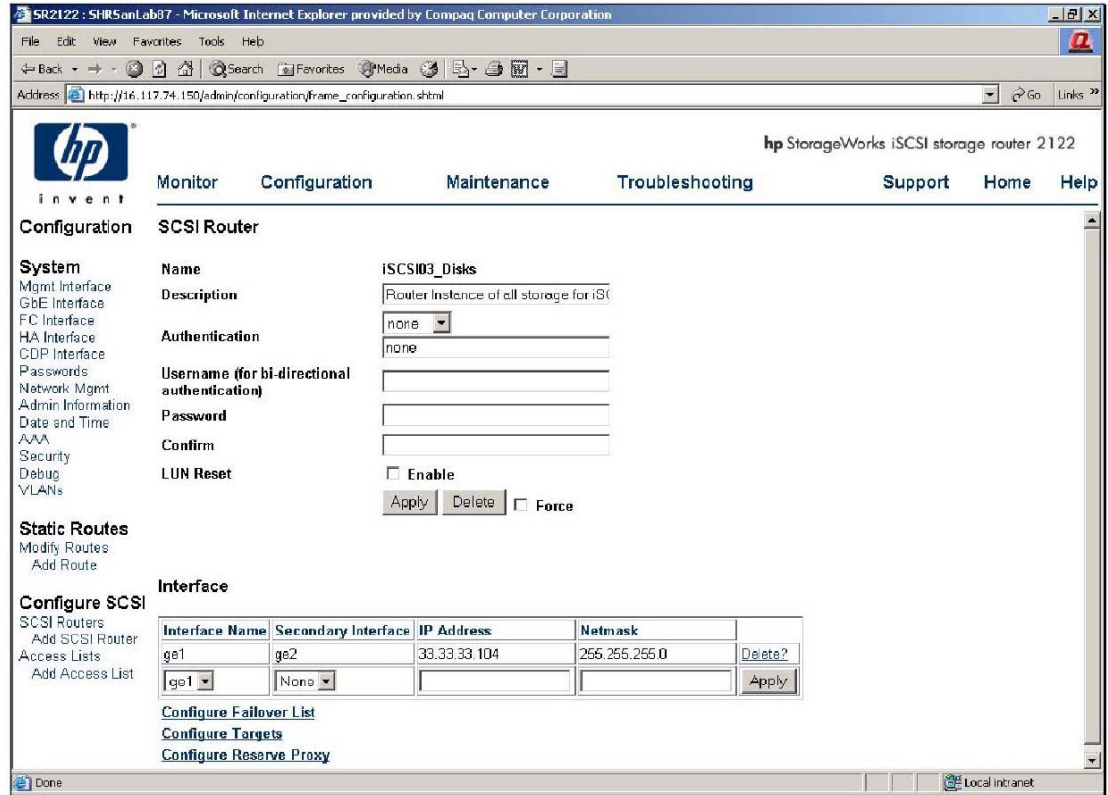 SR2122 : SHRSanLab87 - Microsoft Internet Explorer provided by Compaq Computer Corporation
File Edit View Favorites Tools Help
Back Search Favorites Media
Address http://16.117.74.150/admin/configuration/frame_configuration.shtml Go Links »
hp
invent
hp StorageWorks iSCSI storage router 2122
Monitor Configuration Maintenance Troubleshooting Support Home Help
Configuration
System
Mgmt Interface
GbE Interface
FC Interface
HA Interface
CDP Interface
Passwords
Network Mgmt
Admin Information
Date and Time
AAA
Security
Debug
VLANs
Static Routes
Modify Routes
Add Route
Configure SCSI
SCSI Routers
Add SCSI Router
Access Lists
Add Access List
SCSI Router
Name iSCSI03_Disks
Description Router Instance of all storage for iSC
Authentication none
none
Username (for bi-directional
authentication)
Password
Confirm
LUN Reset Enable
Apply Delete Force
Interface
Interface Name Secondary Interface IP Address Netmask
ge1 ge2 33.33.33.104 255.255.255.0 Delete?
ge1 None Apply
Configure Failover List
Configure Targets
Configure Reserve Proxy
Done Local intranet